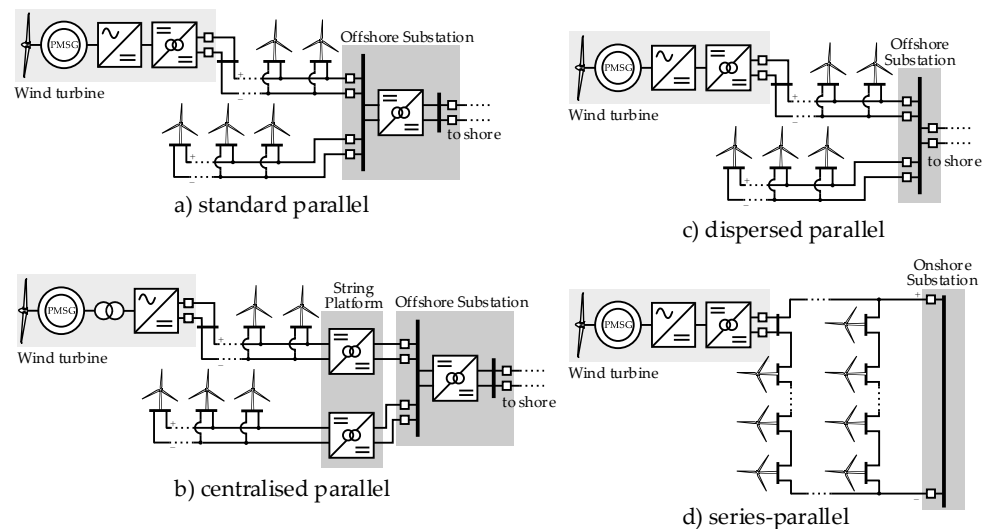 PMSG
Wind turbine
Offshore Substation
+
–
to shore
+
–
a) standard parallel
PMSG
Wind turbine
Offshore
Substation
+
–
to shore
+
–
c) dispersed parallel
PMSG
Wind turbine
String
Platform
Offshore Substation
+
–
to shore
+
–
b) centralised parallel
PMSG
Wind turbine
Onshore
Substation
+
–
d) series-parallel